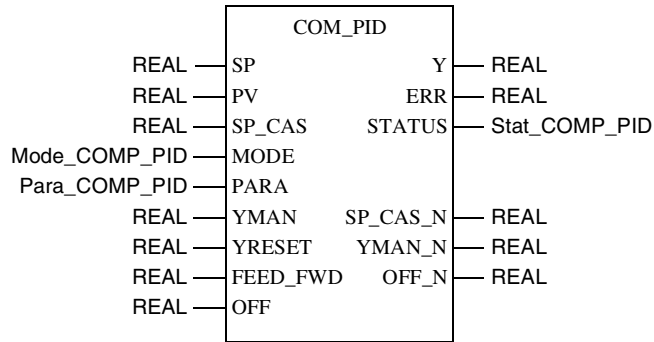 COM_PID
REAL SP Y REAL
REAL PV ERR REAL
REAL SP_CAS STATUS Stat_COMP_PID
Mode_COMP_PID MODE
Para_COMP_PID PARA
REAL YMAN SP_CAS_N REAL
REAL YRESET YMAN_N REAL
REAL FEED_FWD OFF_N REAL
REAL OFF